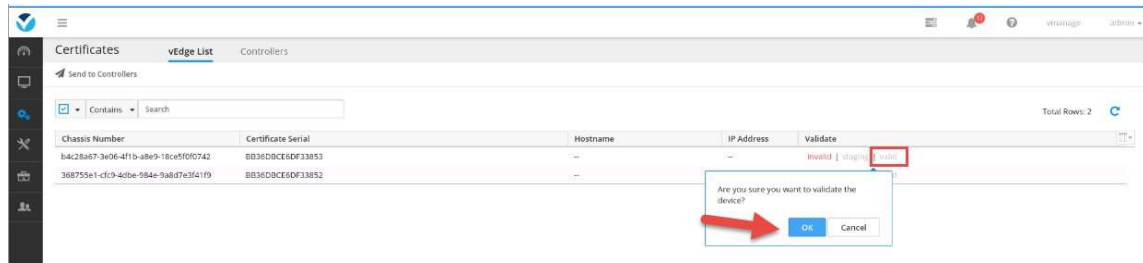 vmanage admin
Certificates vEdge List Controllers
Send to Controllers
Contains Search Total Rows: 2
Chassis Number Certificate Serial Hostname IP Address Validate
b4c28a67-3e06-4f1b-a8e9-18ce5f0f0742 BB36DBCE6DF33853 -- -- invalid | staging | valid
368755e1-cfc9-4dbe-984e-9a8d7e3f41f9 BB36DBCE6DF33852 --
Are you sure you want to validate the
device?
OK Cancel